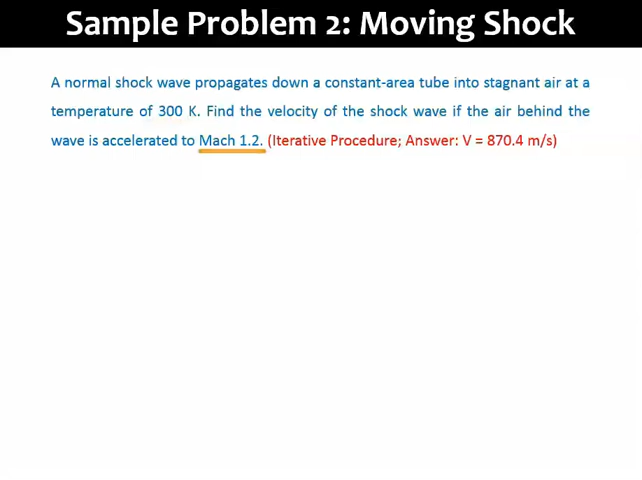 Sample Problem 2: Moving Shock
A normal shock wave propagates down a constant-area tube into stagnant air at a
temperature of 300 K. Find the velocity of the shock wave if the air behind the
wave is accelerated to Mach 1.2. (Iterative Procedure; Answer: V = 870.4 m/s)